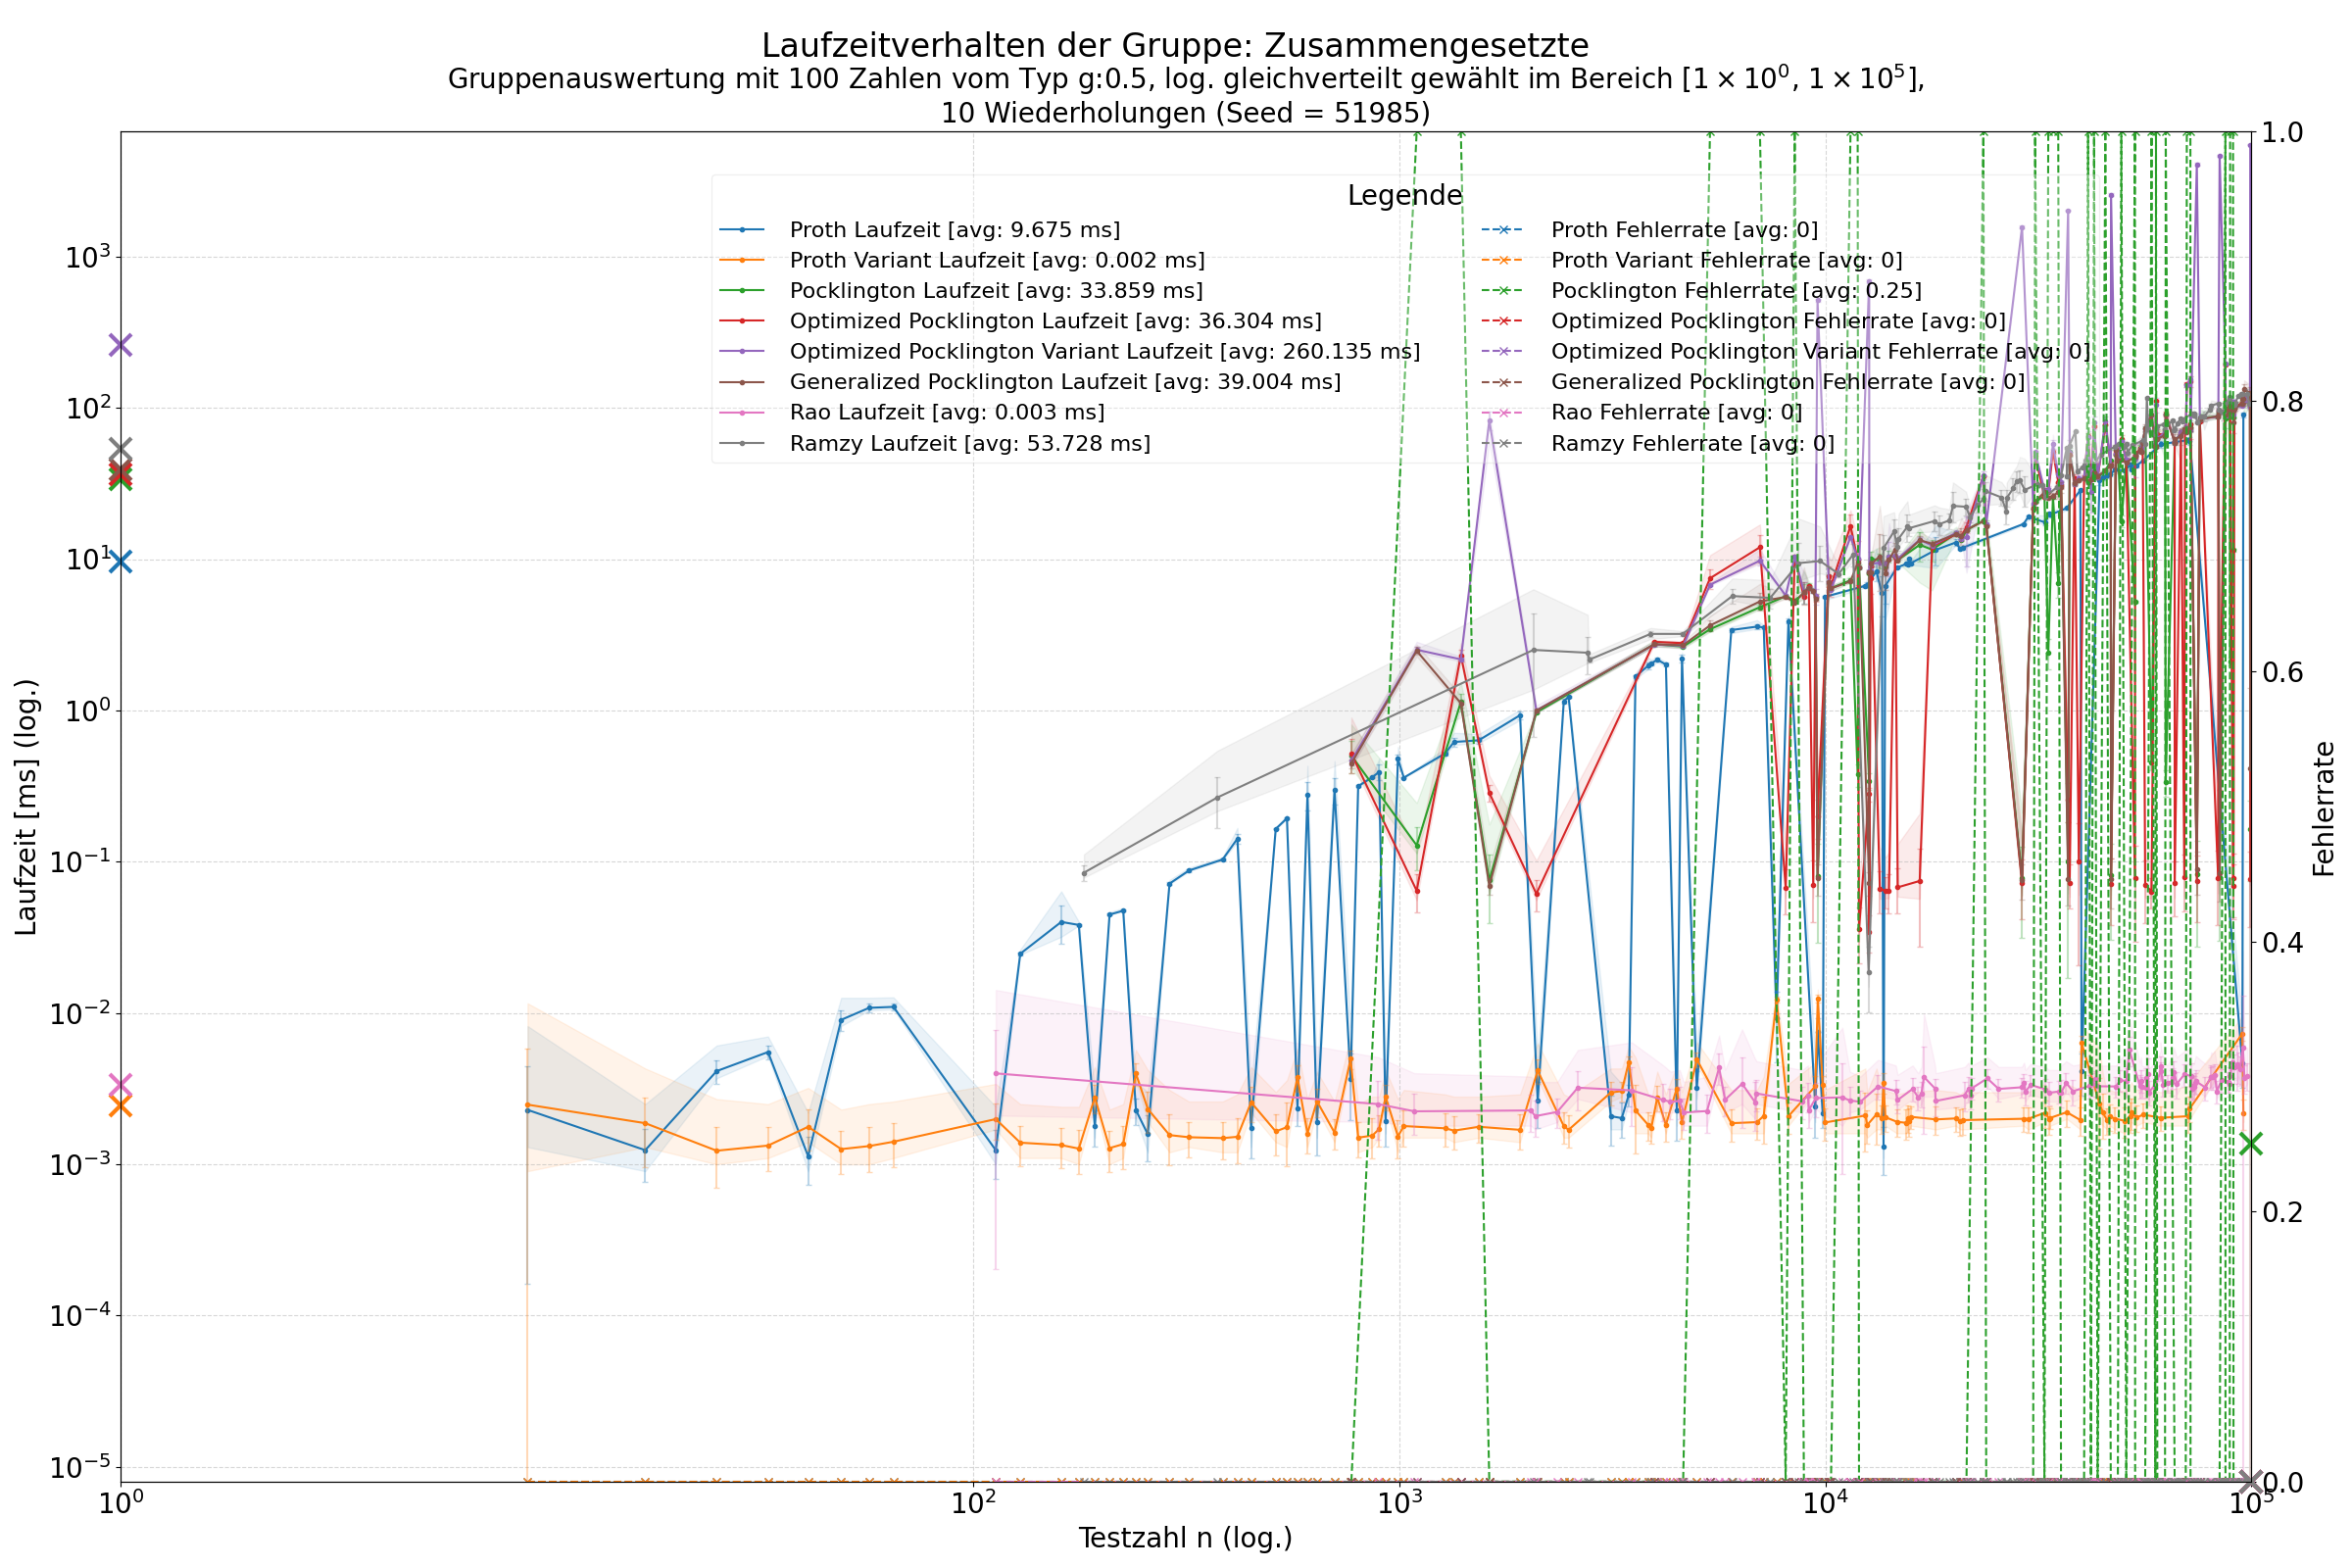 Laufzeitverhalten der Gruppe: Zusammengesetzte
Gruppenauswertung mit 100 Zahlen vom Typ g:0.5, log. gleichverteilt gewählt im Bereich [1 × 10⁰, 1 × 10⁵],
10 Wiederholungen (Seed = 51985)
Legende
Proth Laufzeit [avg: 9.675 ms]
Proth Variant Laufzeit [avg: 0.002 ms]
Pocklington Laufzeit [avg: 33.859 ms]
Optimized Pocklington Laufzeit [avg: 36.304 ms]
Optimized Pocklington Variant Laufzeit [avg: 260.135 ms]
Generalized Pocklington Laufzeit [avg: 39.004 ms]
Rao Laufzeit [avg: 0.003 ms]
Ramzy Laufzeit [avg: 53.728 ms]
Proth Fehlerrate [avg: 0]
Proth Variant Fehlerrate [avg: 0]
Pocklington Fehlerrate [avg: 0.25]
Optimized Pocklington Fehlerrate [avg: 0]
Optimized Pocklington Variant Fehlerrate [avg: 0]
Generalized Pocklington Fehlerrate [avg: 0]
Rao Fehlerrate [avg: 0]
Ramzy Fehlerrate [avg: 0]
Laufzeit [ms] (log.)
10³
10²
10¹
10⁰
10⁻¹
10⁻²
10⁻³
10⁻⁴
10⁻⁵
10⁰
10²
10³
10⁴
10⁵
Testzahl n (log.)
1.0
0.8
0.6
0.4
0.2
0.0
Fehlerrate